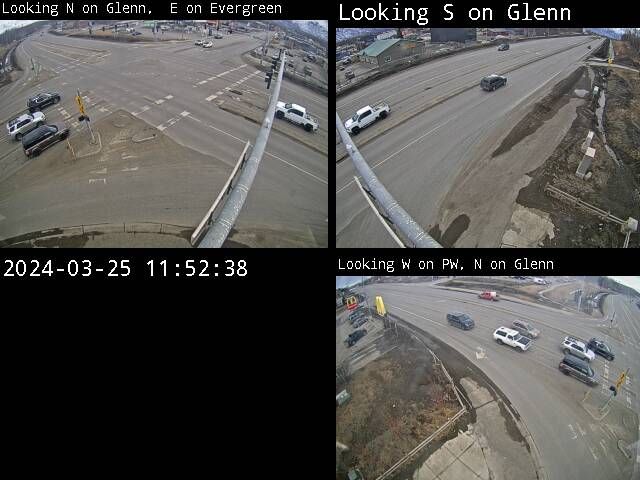 Looking N on Glenn,  E on Evergreen
Looking S on Glenn
2024-03-25 11:52:38
Looking W on PW, N on Glenn